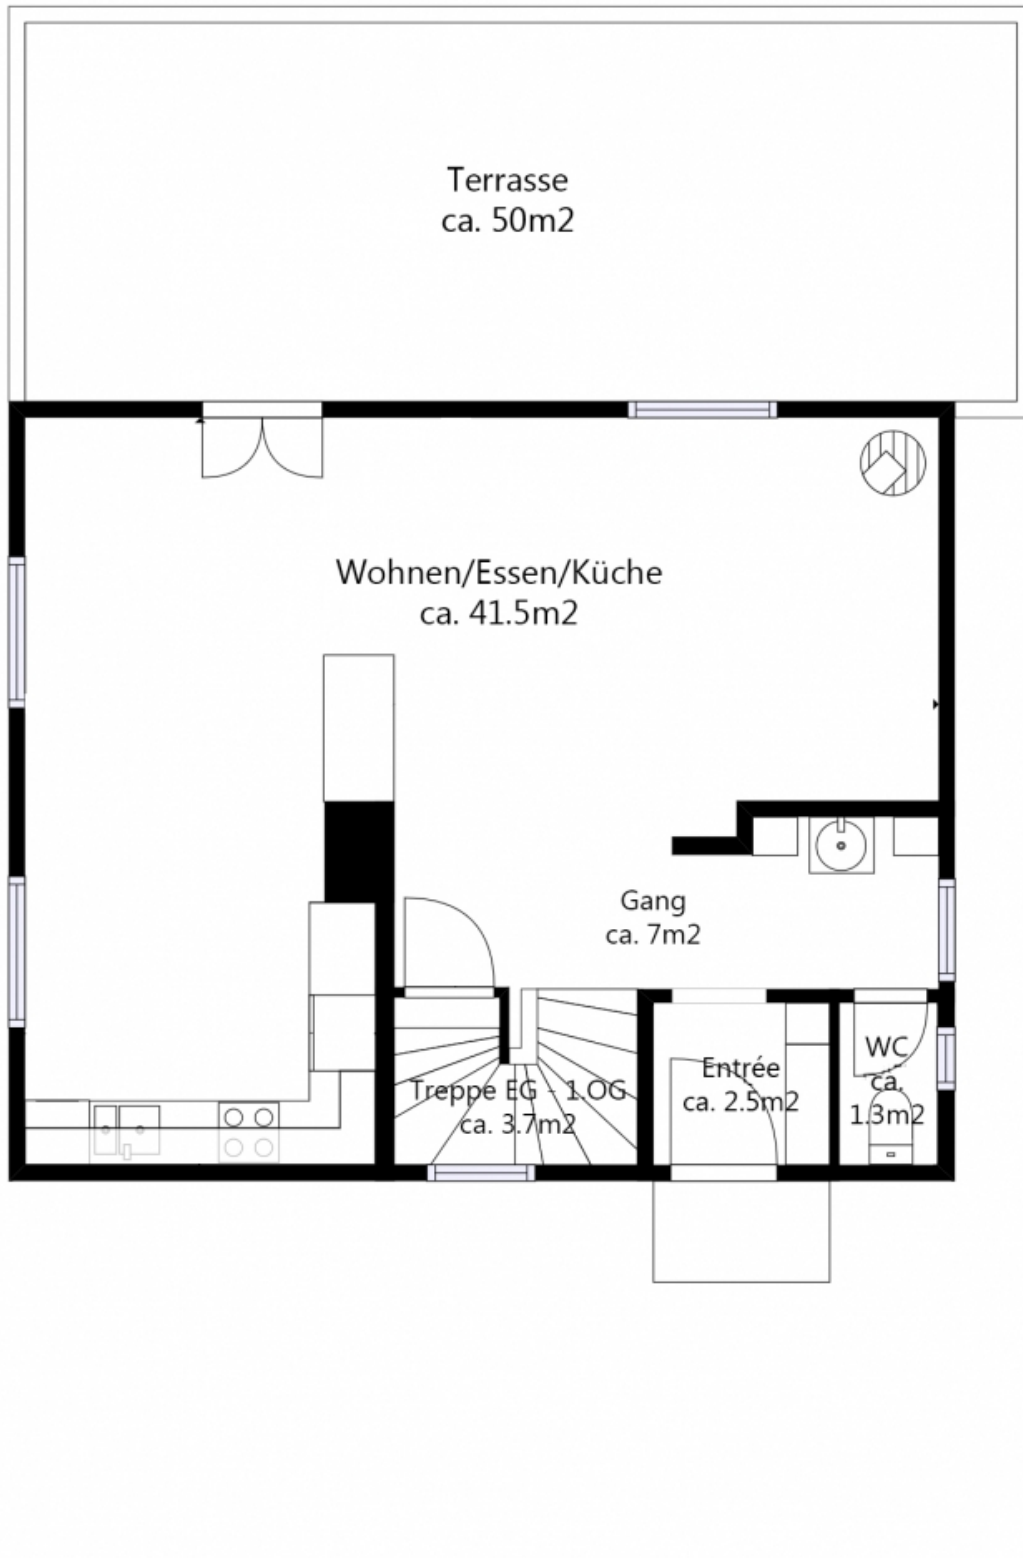 Terrasse
ca. 50m2
Wohnen/Essen/Küche
ca. 41.5m2
Gang
ca. 7m2
Treppe EG - 1.OG
ca. 3.7m2
Entrée
ca. 2.5m2
WC
ca.
1.3m2